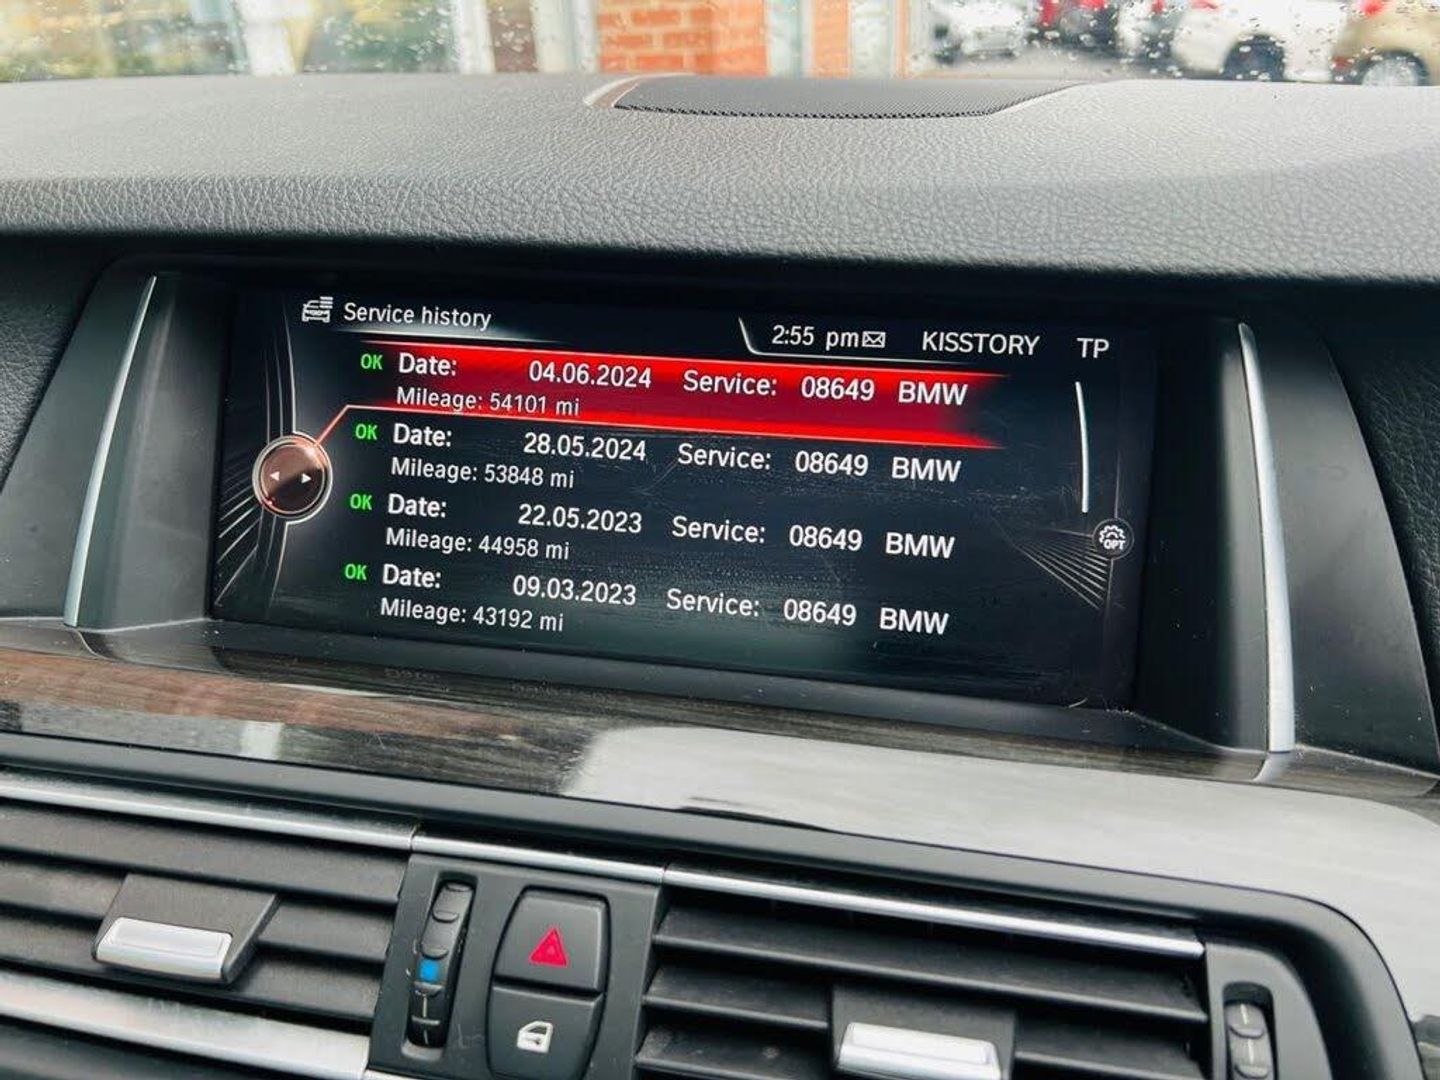 Service history
2:55 pm KISSTORY TP
OK Date: 04.06.2024 Service: 08649 BMW
Mileage: 54101 mi
OK Date: 28.05.2024 Service: 08649 BMW
Mileage: 53848 mi
OK Date: 22.05.2023 Service: 08649 BMW
Mileage: 44958 mi
OK Date: 09.03.2023 Service: 08649 BMW
Mileage: 43192 mi
OPT